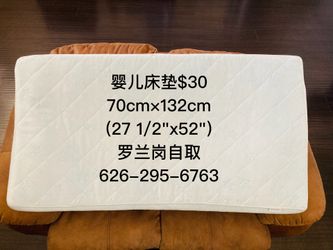 婴儿床垫$30
70cm×132cm
(27 1/2"x52")
罗兰岗自取
626-295-6763